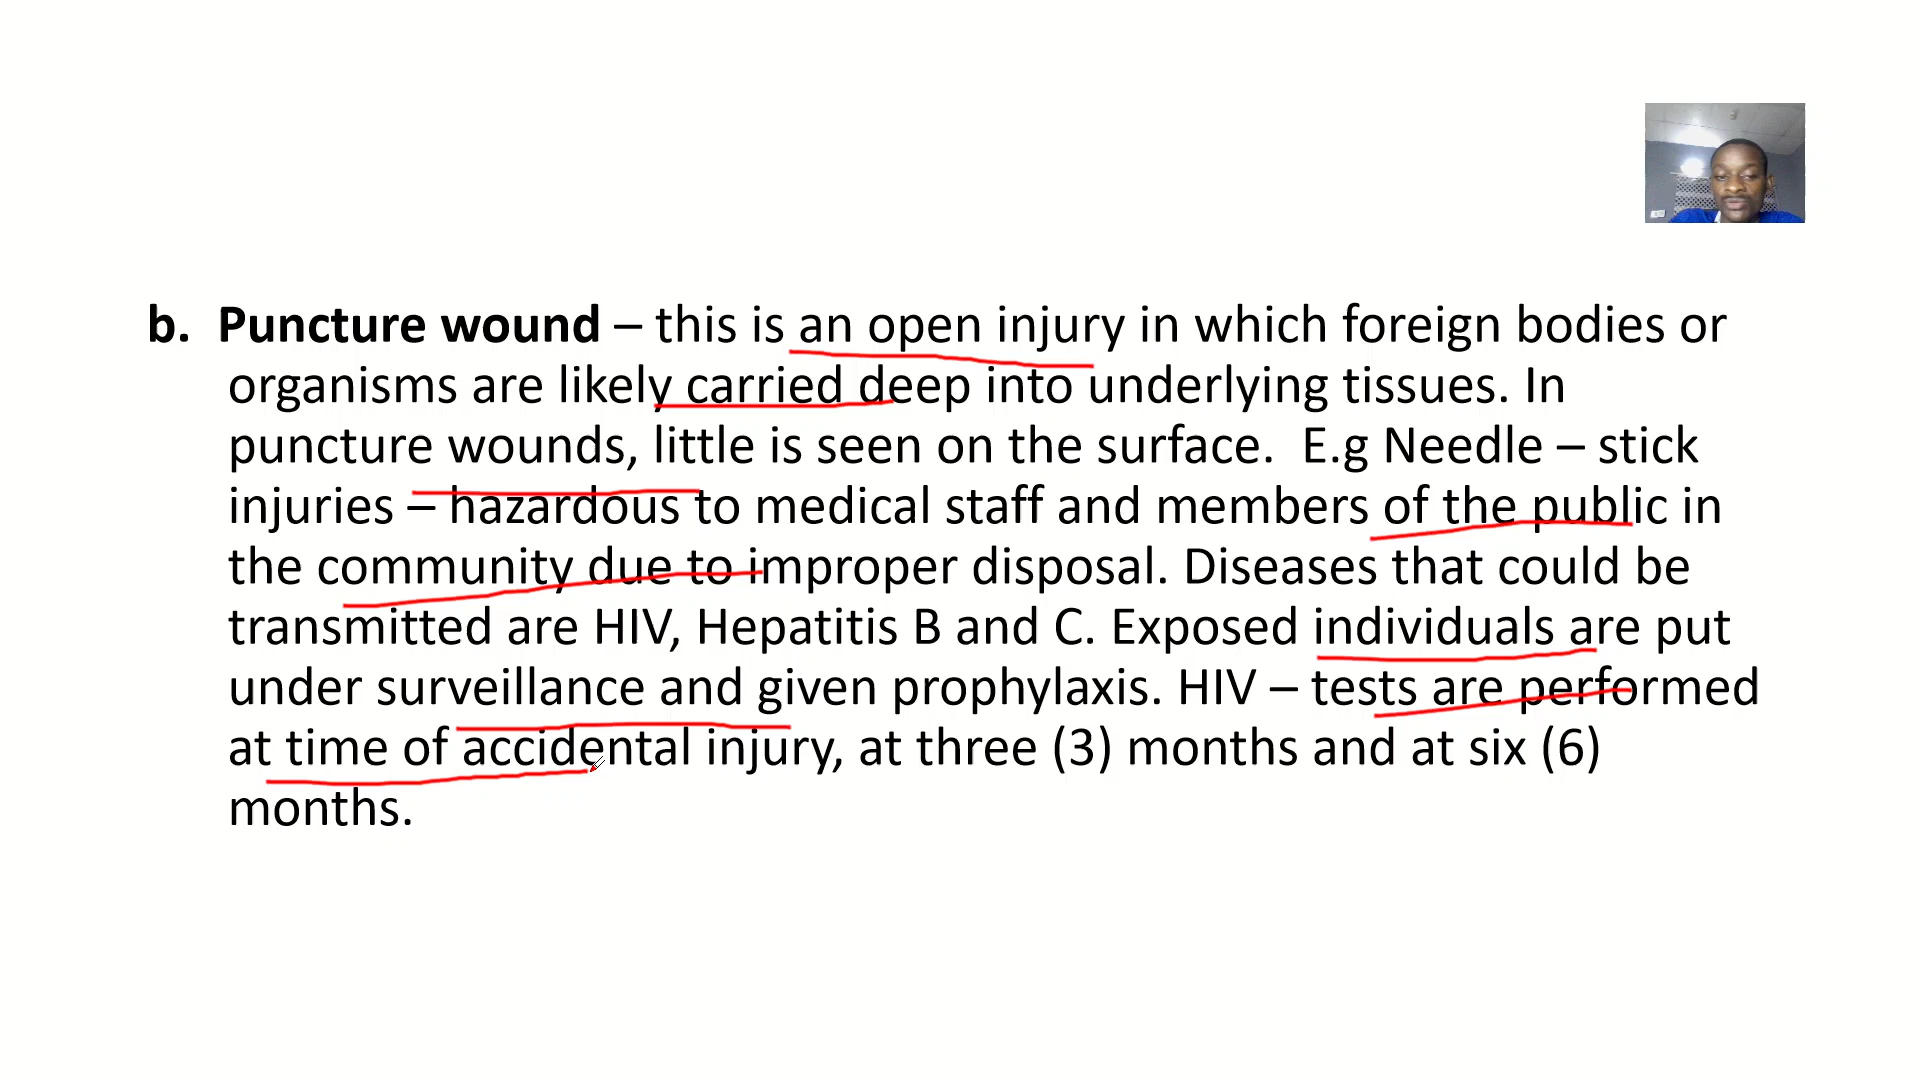 b. Puncture wound – this is an open injury in which foreign bodies or
organisms are likely carried deep into underlying tissues. In
puncture wounds, little is seen on the surface. E.g Needle – stick
injuries – hazardous to medical staff and members of the public in
the community due to improper disposal. Diseases that could be
transmitted are HIV, Hepatitis B and C. Exposed individuals are put
under surveillance and given prophylaxis. HIV – tests are performed
at time of accidental injury, at three (3) months and at six (6)
months.